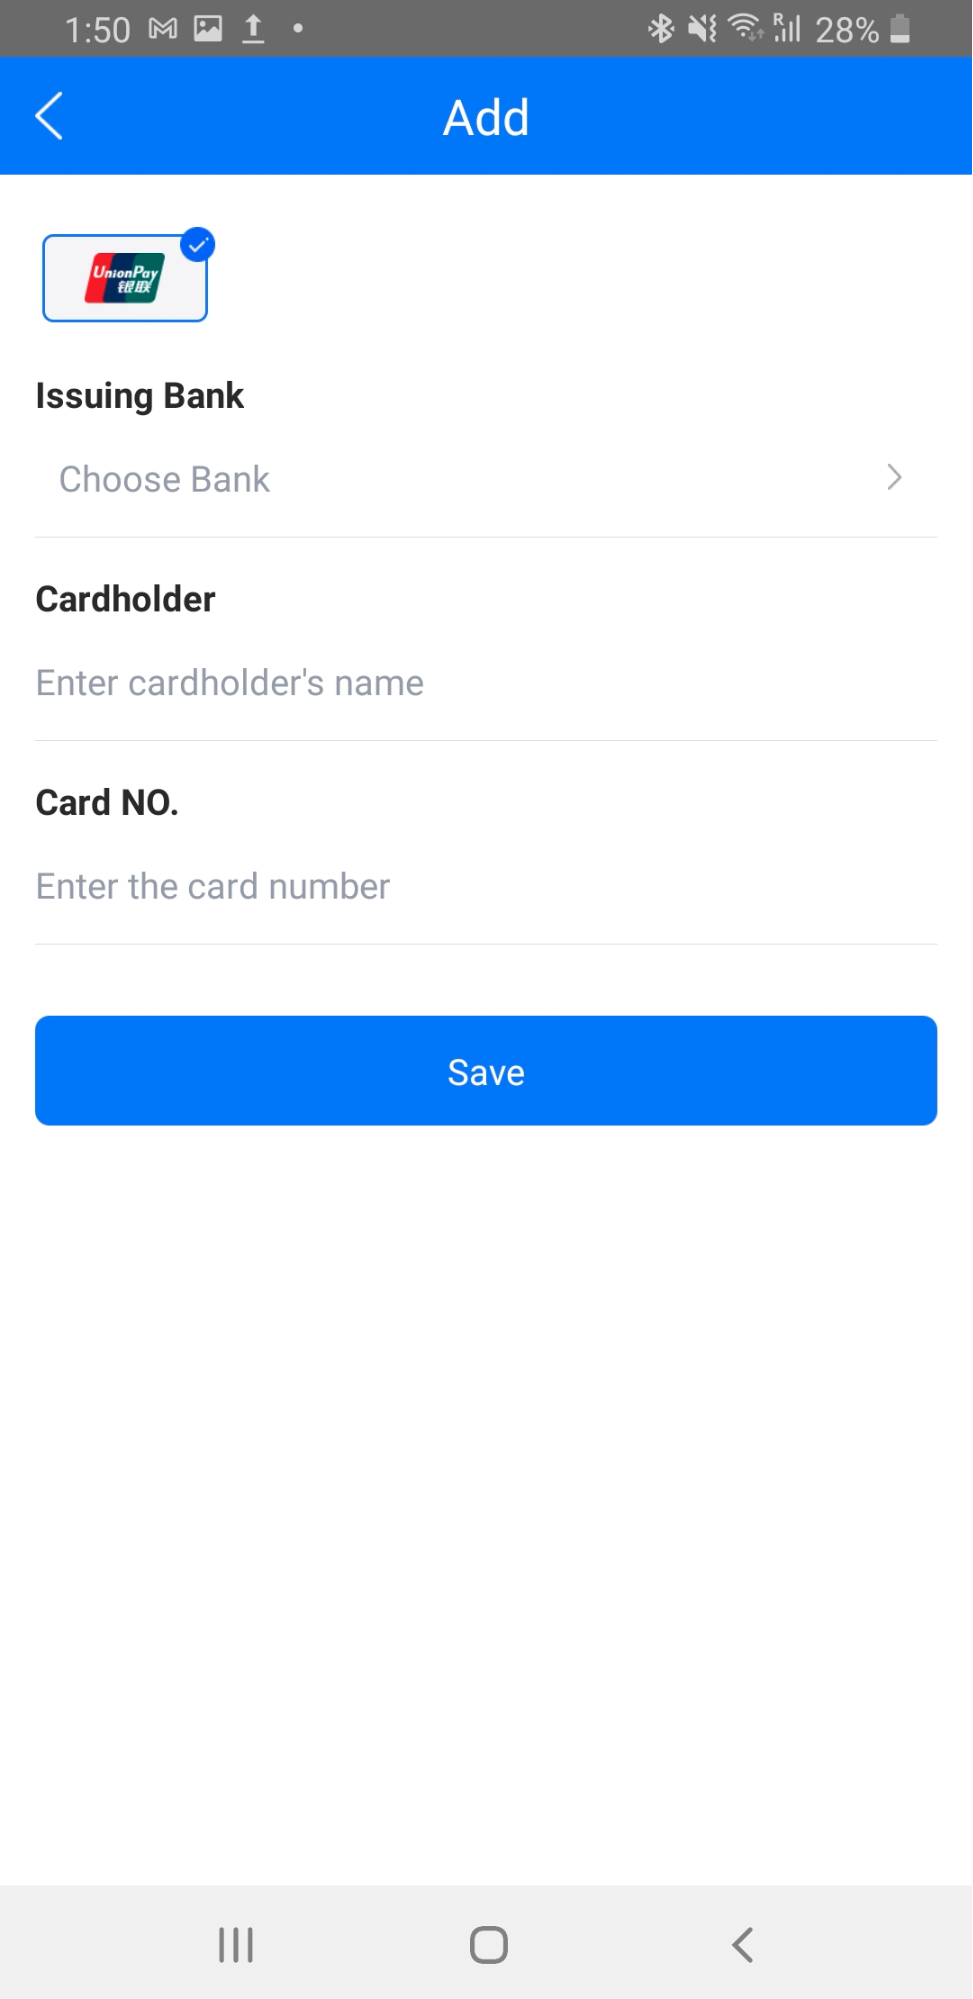 1:50
R
28%
Add
UnionPay
银联
Issuing Bank
Choose Bank
Cardholder
Enter cardholder's name
Card NO.
Enter the card number
Save